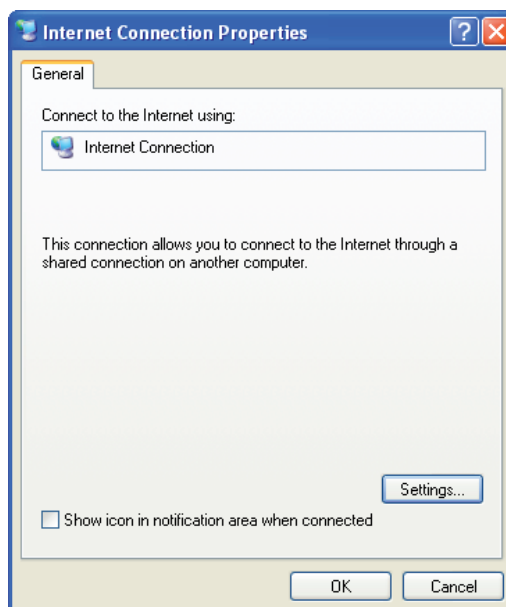 Internet Connection Properties
General
Connect to the Internet using:
Internet Connection
This connection allows you to connect to the Internet through a
shared connection on another computer.
Settings...
Show icon in notification area when connected
OK Cancel